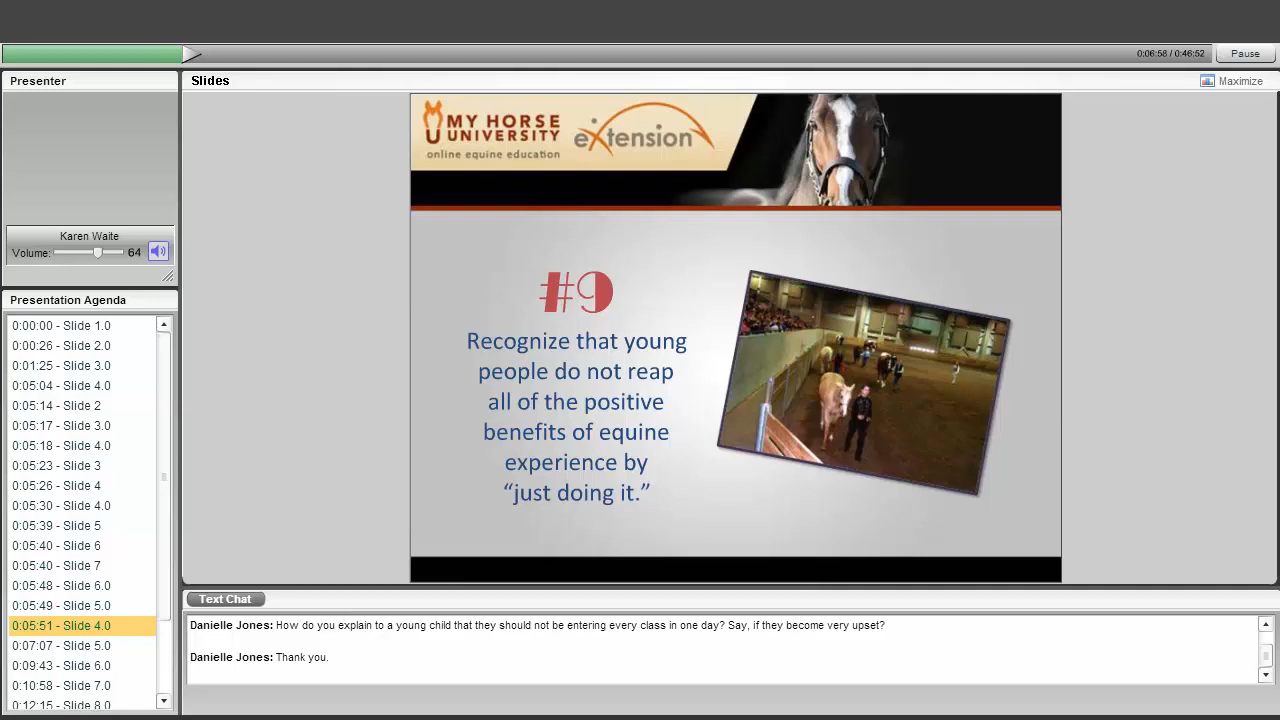 0:06:58 / 0:46:52
Pause
Presenter
Slides
Maximize
MY HORSE
UNIVERSITY
online equine education
eXtension
Karen Waite
Volume:
64
Presentation Agenda
0:00:00 - Slide 1.0
0:00:26 - Slide 2.0
0:01:25 - Slide 3.0
0:05:04 - Slide 4.0
0:05:14 - Slide 2
0:05:17 - Slide 3.0
0:05:18 - Slide 4.0
0:05:23 - Slide 3
0:05:26 - Slide 4
0:05:30 - Slide 4.0
0:05:39 - Slide 5
0:05:40 - Slide 6
0:05:40 - Slide 7
0:05:48 - Slide 6.0
0:05:49 - Slide 5.0
0:05:51 - Slide 4.0
0:07:07 - Slide 5.0
0:09:43 - Slide 6.0
0:10:58 - Slide 7.0
0:12:15 - Slide 8.0
#9
Recognize that young
people do not reap
all of the positive
benefits of equine
experience by
“just doing it.”
Text Chat
Danielle Jones: How do you explain to a young child that they should not be entering every class in one day? Say, if they become very upset?
Danielle Jones: Thank you.